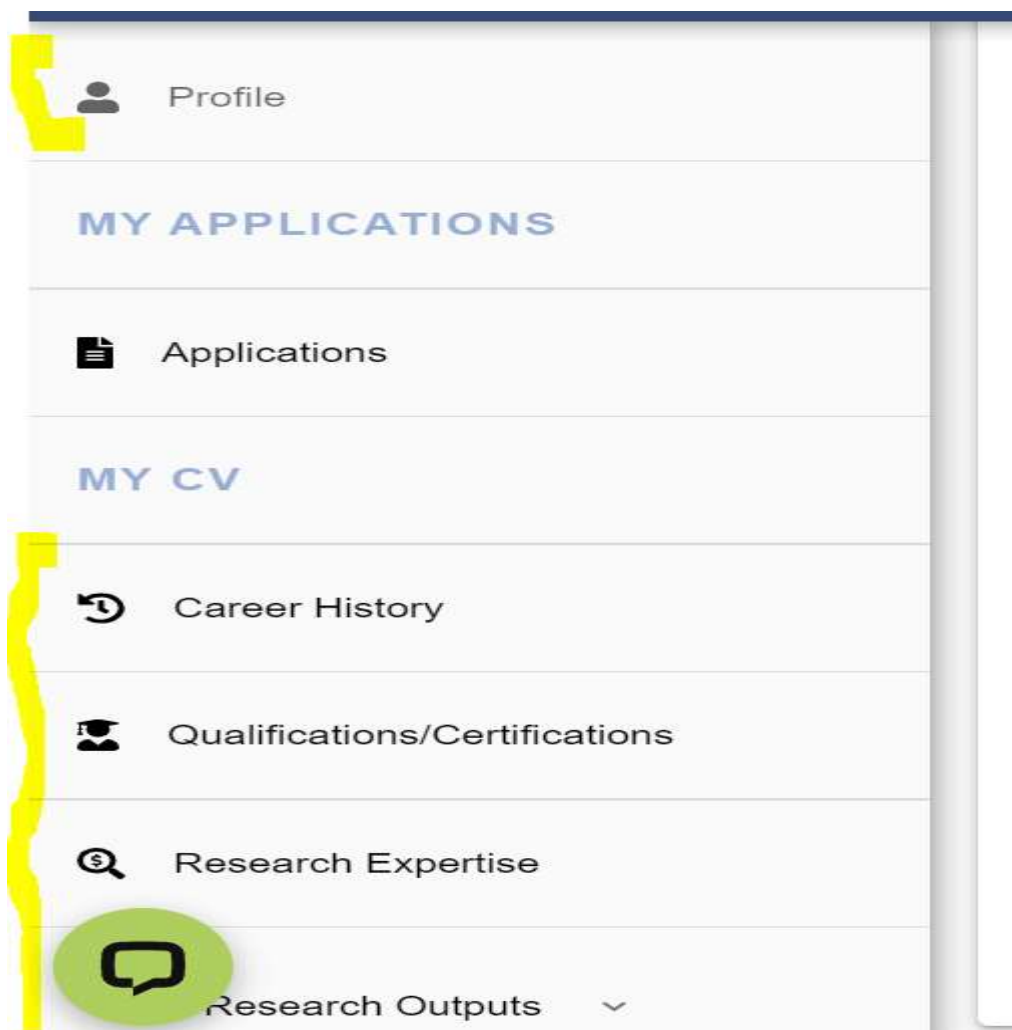 Profile
MY APPLICATIONS
Applications
MY CV
Career History
Qualifications/Certifications
Research Expertise
Research Outputs